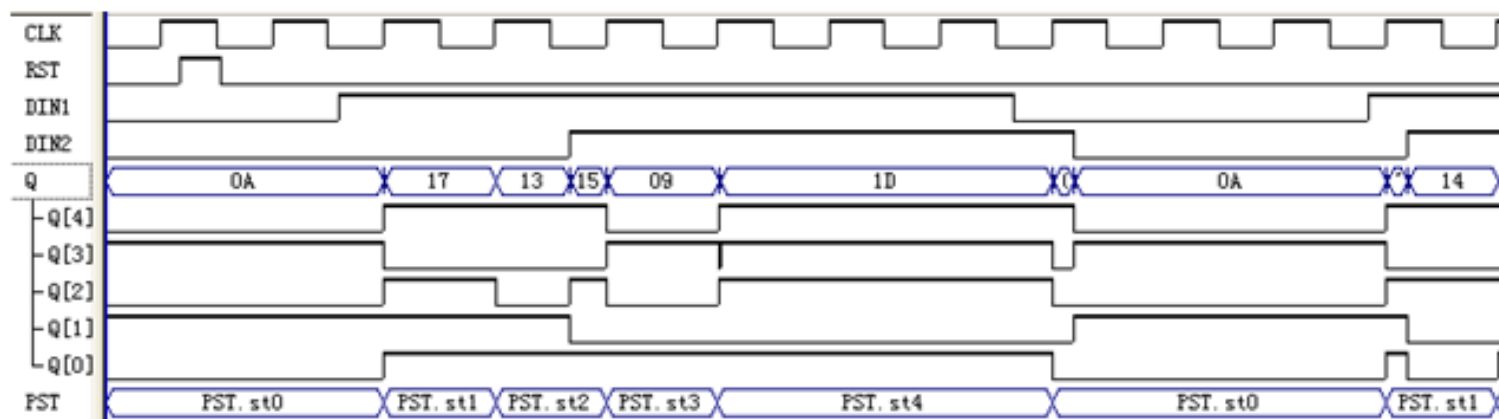 CLK
RST
DIN1
DIN2
Q 0A 17 13 15 09 1D 0A 14
Q[4]
Q[3]
Q[2]
Q[1]
Q[0]
PST PST.st0 PST.st1 PST.st2 PST.st3 PST.st4 PST.st0 PST.st1